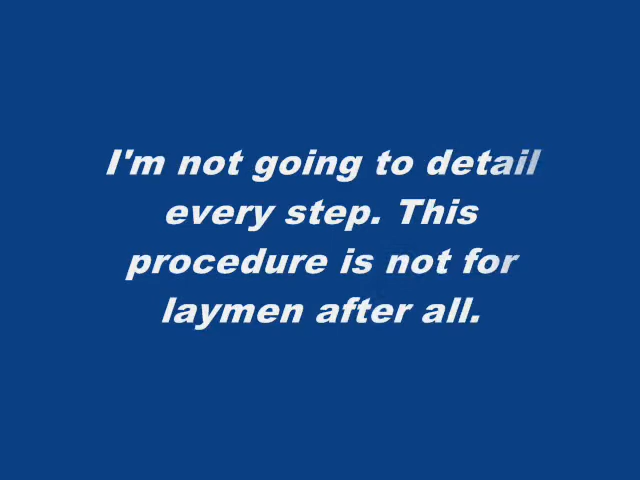 I'm not going to detail
every step. This
procedure is not for
laymen after all.